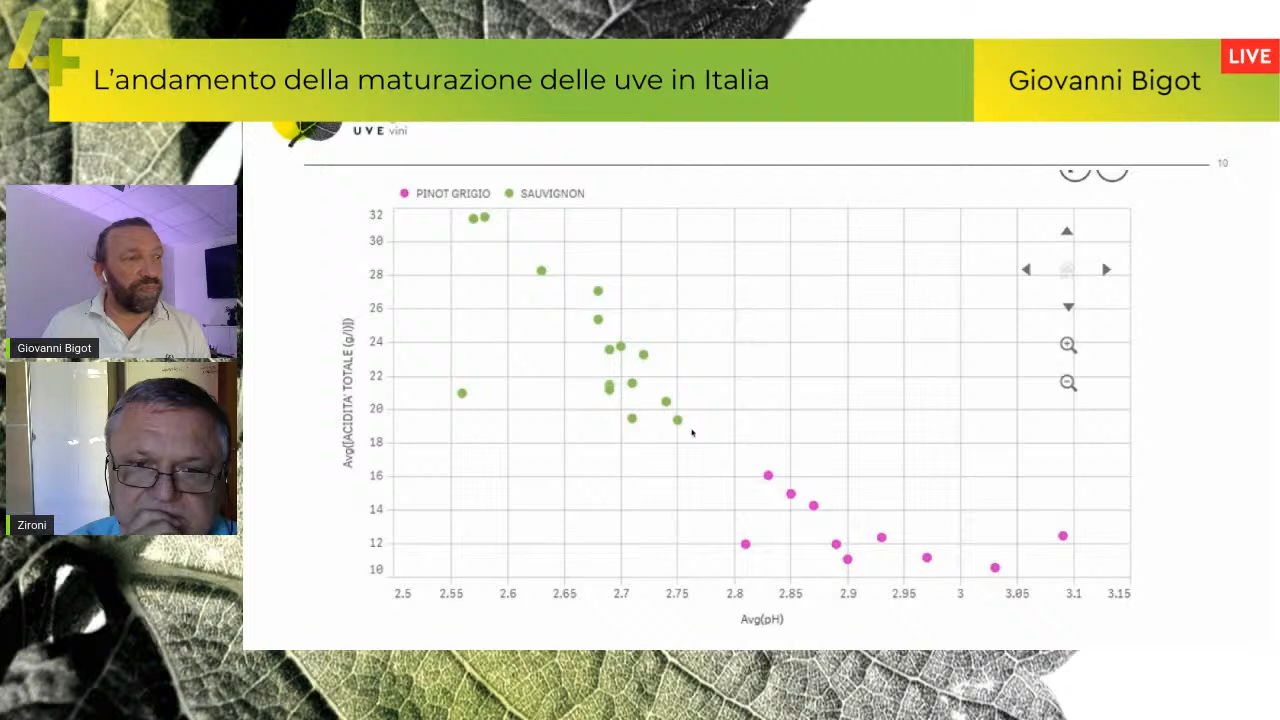 L'andamento della maturazione delle uve in Italia
Giovanni Bigot
LIVE
UVE vini
10
PINOT GRIGIO
SAUVIGNON
32
30
28
26
24
22
20
18
16
14
12
10
Avg([ACIDITA' TOTALE (g/l)])
2.5 2.55 2.6 2.65 2.7 2.75 2.8 2.85 2.9 2.95 3 3.05 3.1 3.15
Avg(pH)
Giovanni Bigot
Zironi